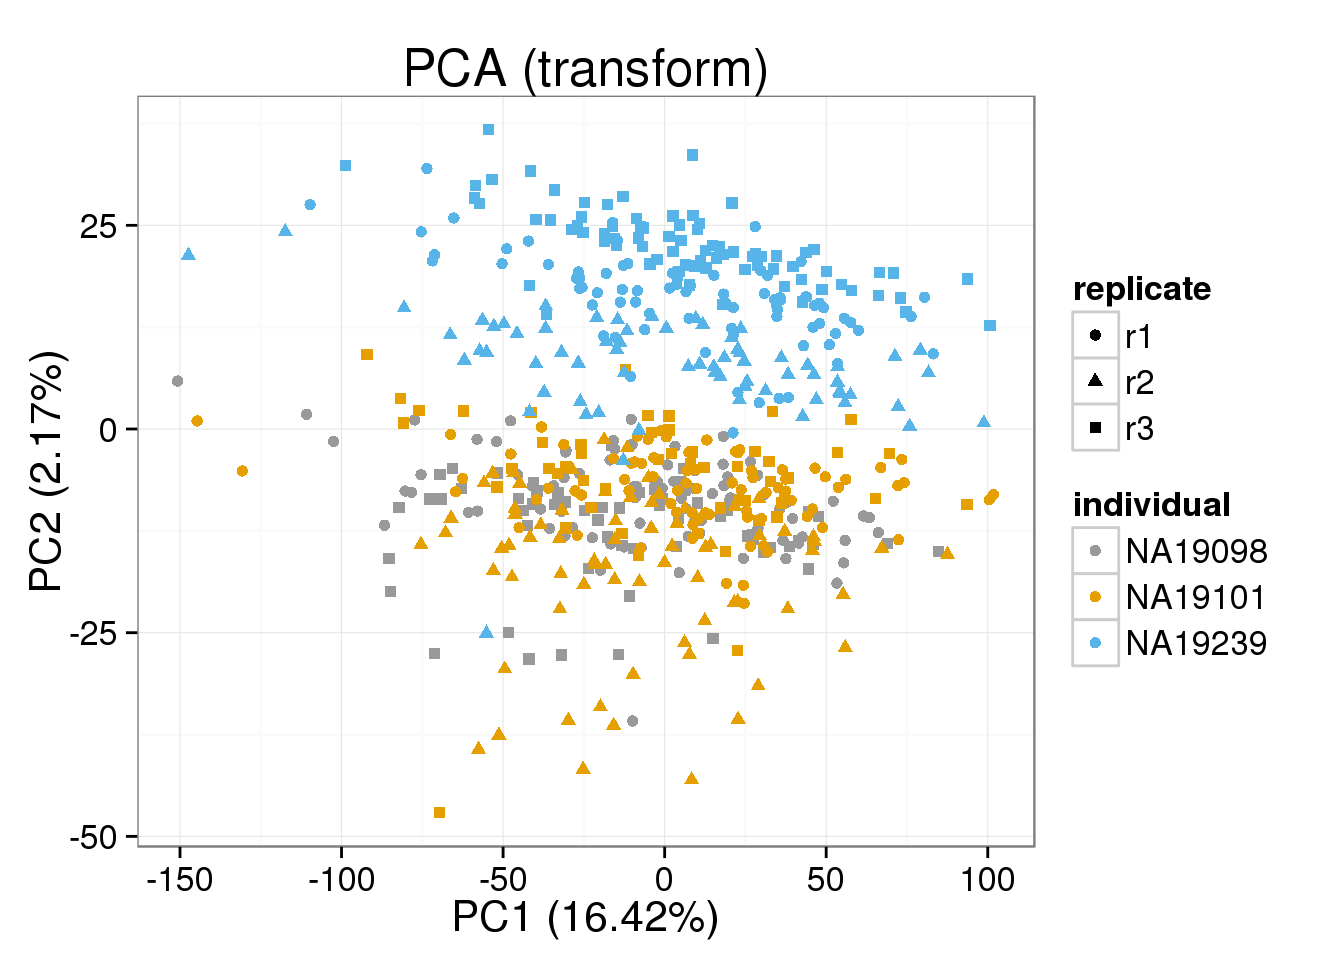 PCA (transform)
PC2 (2.17%)
25
0
-25
-50
-150
-100
-50
0
50
100
PC1 (16.42%)
replicate
r1
r2
r3
individual
NA19098
NA19101
NA19239